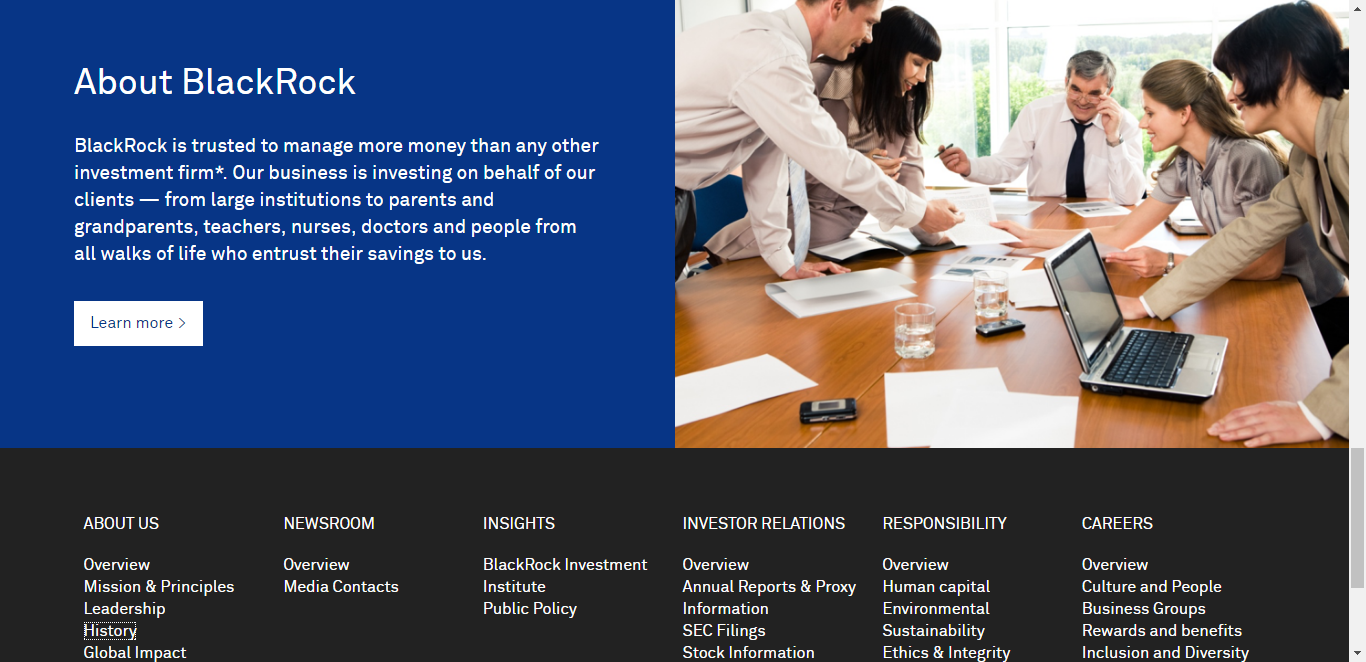 About BlackRock
BlackRock is trusted to manage more money than any other
investment firm*. Our business is investing on behalf of our
clients — from large institutions to parents and
grandparents, teachers, nurses, doctors and people from
all walks of life who entrust their savings to us.
Learn more >
ABOUT US
Overview
Mission & Principles
Leadership
History
Global Impact
NEWSROOM
Overview
Media Contacts
INSIGHTS
BlackRock Investment
Institute
Public Policy
INVESTOR RELATIONS
Overview
Annual Reports & Proxy
Information
SEC Filings
Stock Information
RESPONSIBILITY
Overview
Human capital
Environmental
Sustainability
Ethics & Integrity
CAREERS
Overview
Culture and People
Business Groups
Rewards and benefits
Inclusion and Diversity